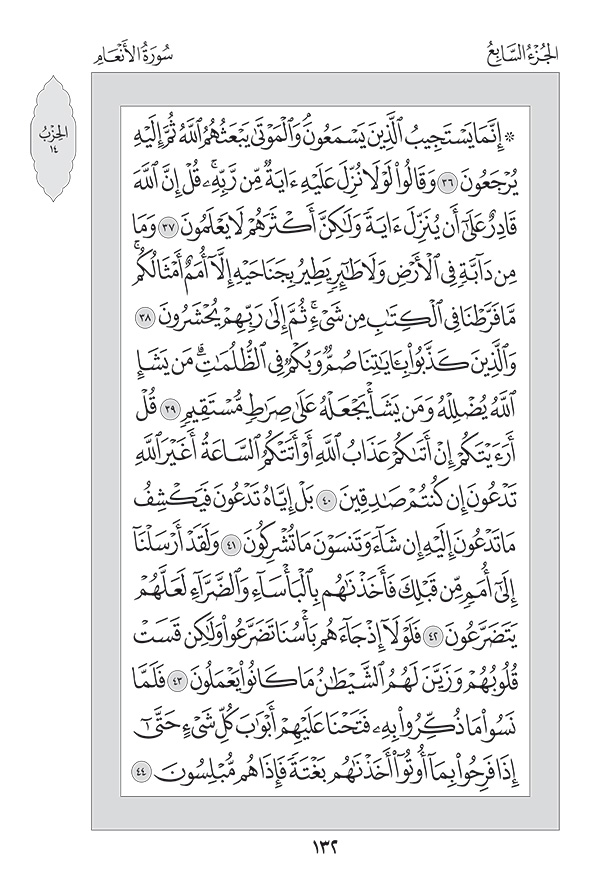 الجُزْءُ السَّابِعُ
سُورَةُ الأَنْعَامِ
الحِزْبُ
١٤
۞ إِنَّمَا يَسْتَجِيبُ ٱلَّذِينَ يَسْمَعُونَۘ وَٱلْمَوْتَىٰ يَبْعَثُهُمُ ٱللَّهُ ثُمَّ إِلَيْهِ
يُرْجَعُونَ ٣٦ وَقَالُوا۟ لَوْلَا نُزِّلَ عَلَيْهِ ءَايَةٌ مِّن رَّبِّهِۦۚ قُلْ إِنَّ ٱللَّهَ
قَادِرٌ عَلَىٰٓ أَن يُنَزِّلَ ءَايَةً وَلَٰكِنَّ أَكْثَرَهُمْ لَا يَعْلَمُونَ ٣٧ وَمَا
مِن دَآبَّةٍ فِي ٱلْأَرْضِ وَلَا طَٰٓئِرٍ يَطِيرُ بِجَنَاحَيْهِ إِلَّآ أُمَمٌ أَمْثَالُكُمۚ
مَّا فَرَّطْنَا فِي ٱلْكِتَٰبِ مِن شَيْءٍۚ ثُمَّ إِلَىٰ رَبِّهِمْ يُحْشَرُونَ ٣٨
وَٱلَّذِينَ كَذَّبُوا۟ بِـَٔايَٰتِنَا صُمٌّ وَبُكْمٌ فِي ٱلظُّلُمَٰتِۗ مَن يَشَإِ
ٱللَّهُ يُضْلِلْهُ وَمَن يَشَأْ يَجْعَلْهُ عَلَىٰ صِرَٰطٍ مُّسْتَقِيمٍ ٣٩ قُلْ
أَرَءَيْتَكُمْ إِنْ أَتَىٰكُمْ عَذَابُ ٱللَّهِ أَوْ أَتَتْكُمُ ٱلسَّاعَةُ أَغَيْرَ ٱللَّهِ
تَدْعُونَ إِن كُنتُمْ صَٰدِقِينَ ٤٠ بَلْ إِيَّاهُ تَدْعُونَ فَيَكْشِفُ
مَا تَدْعُونَ إِلَيْهِ إِن شَآءَ وَتَنسَوْنَ مَا تُشْرِكُونَ ٤١ وَلَقَدْ أَرْسَلْنَآ
إِلَىٰٓ أُمَمٍ مِّن قَبْلِكَ فَأَخَذْنَٰهُم بِٱلْبَأْسَآءِ وَٱلضَّرَّآءِ لَعَلَّهُمْ
يَتَضَرَّعُونَ ٤٢ فَلَوْلَآ إِذْ جَآءَهُم بَأْسُنَا تَضَرَّعُوا۟ وَلَٰكِن قَسَتْ
قُلُوبُهُمْ وَزَيَّنَ لَهُمُ ٱلشَّيْطَٰنُ مَا كَانُوا۟ يَعْمَلُونَ ٤٣ فَلَمَّا
نَسُوا۟ مَا ذُكِّرُوا۟ بِهِۦ فَتَحْنَا عَلَيْهِمْ أَبْوَٰبَ كُلِّ شَيْءٍ حَتَّىٰٓ
إِذَا فَرِحُوا۟ بِمَآ أُوتُوٓا۟ أَخَذْنَٰهُم بَغْتَةً فَإِذَا هُم مُّبْلِسُونَ ٤٤
١٣٢